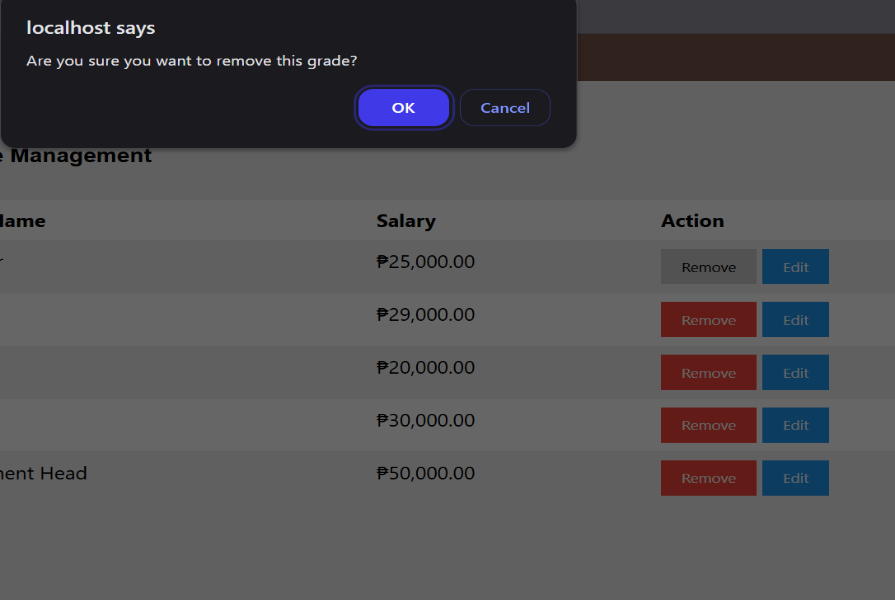 localhost says
Are you sure you want to remove this grade?
OK Cancel
Management
Salary Action
₱25,000.00 Remove Edit
₱29,000.00 Remove Edit
₱20,000.00 Remove Edit
₱30,000.00 Remove Edit
Head ₱50,000.00 Remove Edit